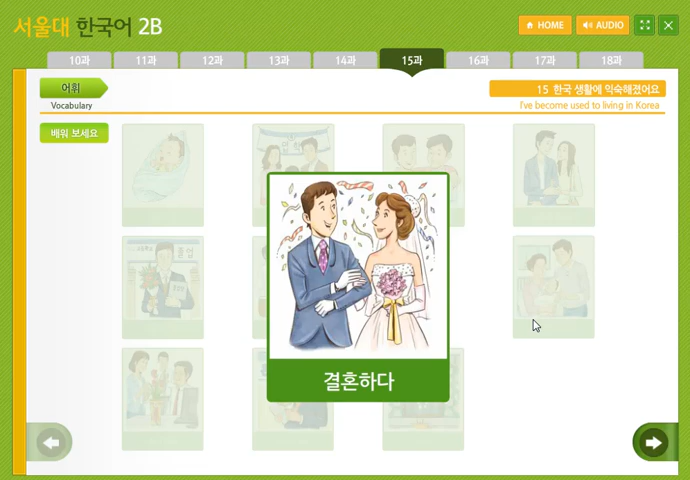 서울대 한국어 2B
HOME
AUDIO
10과
11과
12과
13과
14과
15과
16과
17과
18과
어휘
Vocabulary
15 한국 생활에 익숙해졌어요
I've become used to living in Korea
배워 보세요
결혼하다